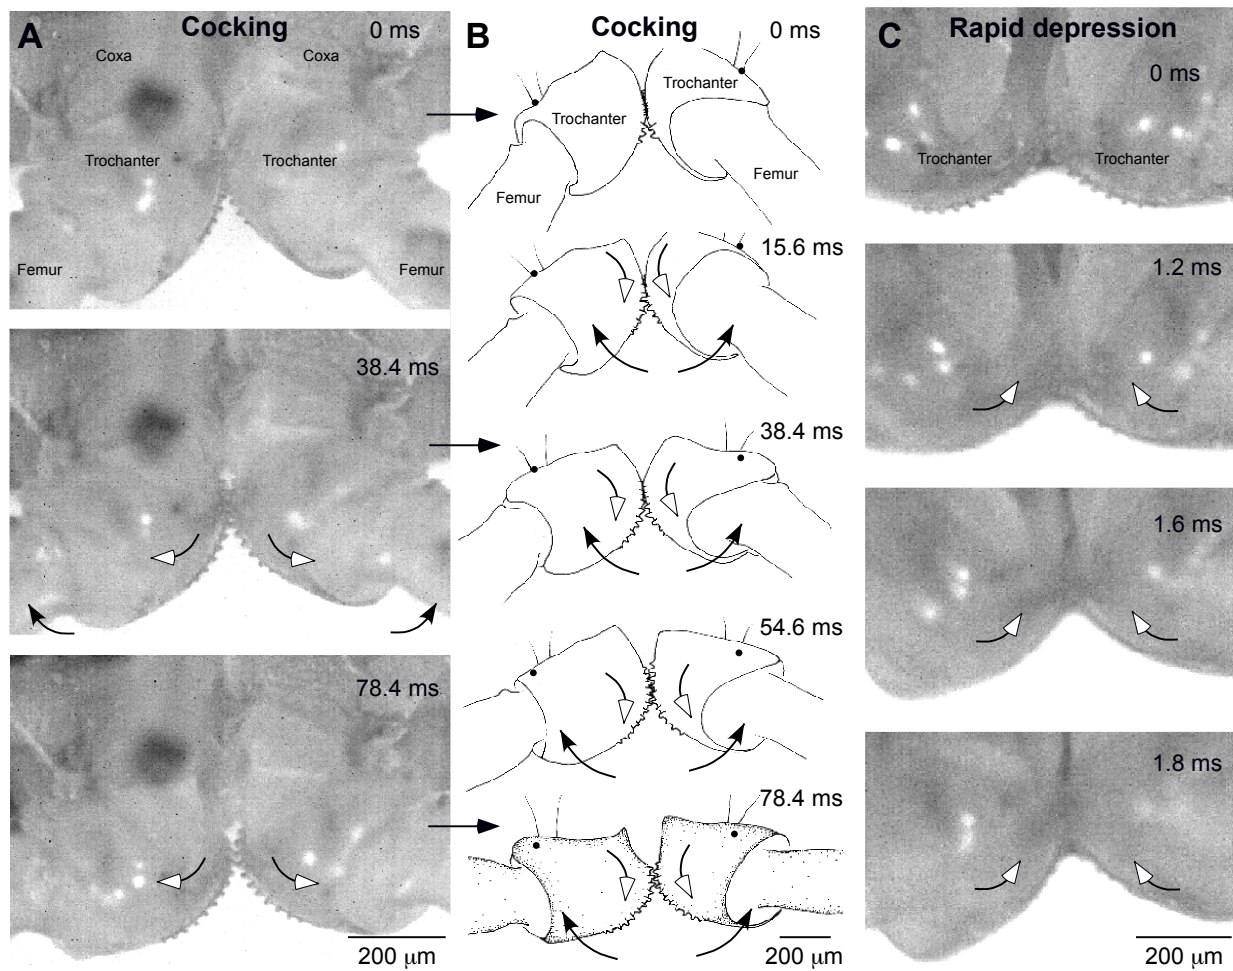 A
Cocking
0 ms
Coxa
Coxa
Trochanter
Trochanter
Femur
Femur
38.4 ms
78.4 ms
200 μm
B
Cocking
0 ms
Trochanter
Trochanter
Femur
Femur
15.6 ms
38.4 ms
54.6 ms
78.4 ms
200 μm
C
Rapid depression
0 ms
Trochanter
Trochanter
1.2 ms
1.6 ms
1.8 ms
200 μm